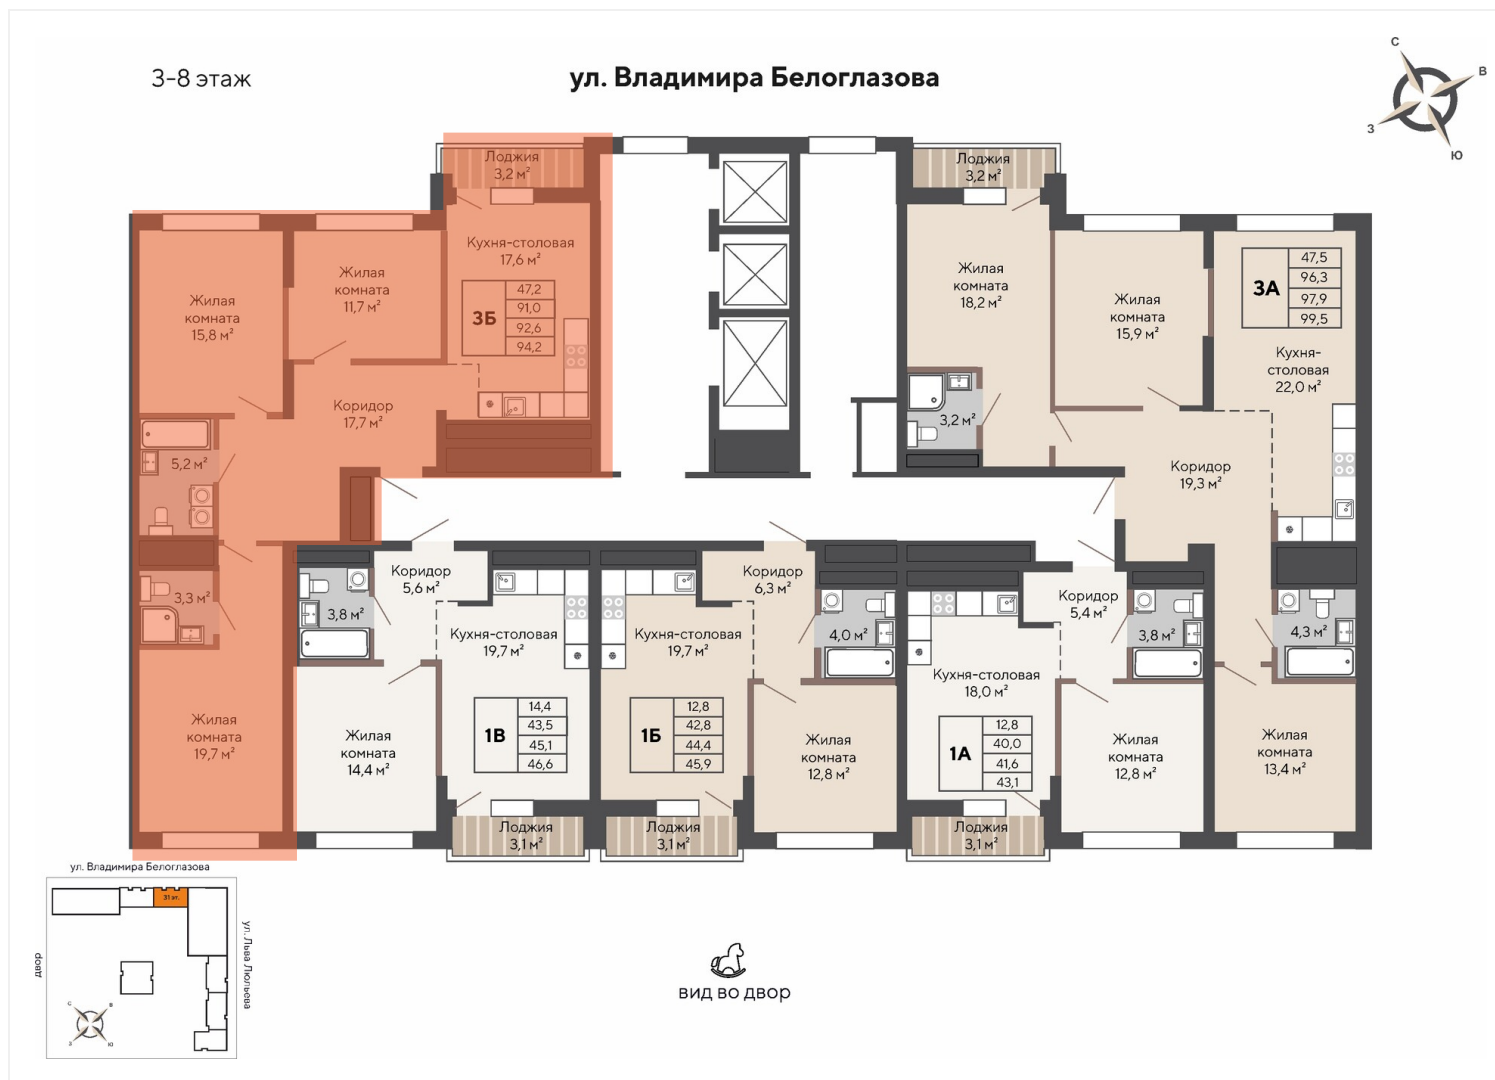 3-8 этаж
ул. Владимира Белоглазова
С
В
З
Ю
Лоджия
3,2 м²
Кухня-столовая
17,6 м²
3Б
47,2
91,0
92,6
94,2
Жилая
комната
11,7 м²
Жилая
комната
15,8 м²
Коридор
17,7 м²
5,2 м²
3,3 м²
Жилая
комната
19,7 м²
Лоджия
3,2 м²
Жилая
комната
18,2 м²
3,2 м²
Жилая
комната
15,9 м²
3А
47,5
96,3
97,9
99,5
Кухня-
столовая
22,0 м²
Коридор
19,3 м²
4,3 м²
Жилая
комната
13,4 м²
Коридор
5,6 м²
3,8 м²
Кухня-столовая
19,7 м²
1В
14,4
43,5
45,1
46,6
Жилая
комната
14,4 м²
Лоджия
3,1 м²
Коридор
6,3 м²
4,0 м²
Кухня-столовая
19,7 м²
1Б
12,8
42,8
44,4
45,9
Жилая
комната
12,8 м²
Лоджия
3,1 м²
Коридор
5,4 м²
3,8 м²
Кухня-столовая
18,0 м²
1А
12,8
40,0
41,6
43,1
Жилая
комната
12,8 м²
Лоджия
3,1 м²
ул. Владимира Белоглазова
31 эт.
двор
ул. Льва Люльева
С
В
З
Ю
вид во двор